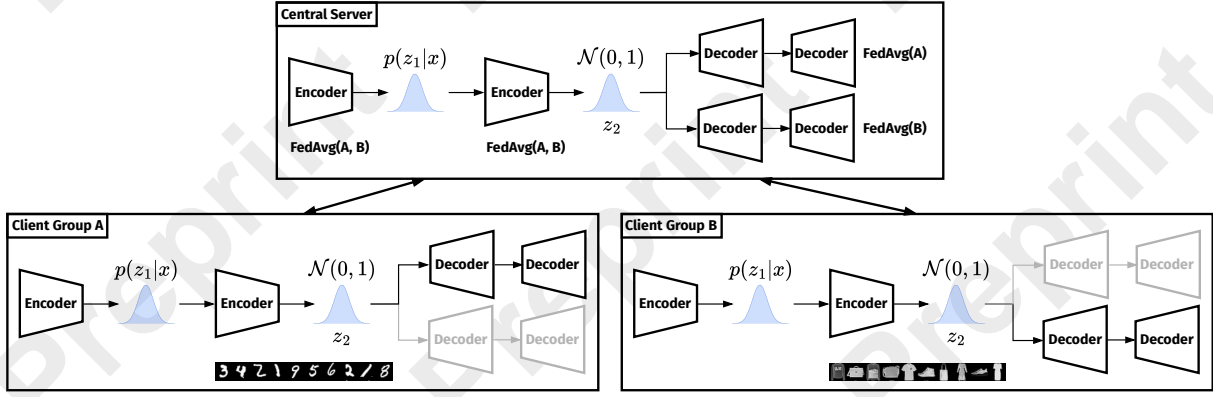 Central Server
p(z₁|x)
N(0, 1)
Encoder
Encoder
z₂
Decoder
Decoder
FedAvg(A)
Decoder
Decoder
FedAvg(B)
FedAvg(A, B)
FedAvg(A, B)
Client Group A
p(z₁|x)
N(0, 1)
Encoder
Encoder
z₂
Decoder
Decoder
Decoder
Decoder
3 4 2 1 9 5 6 2 1 8
Client Group B
p(z₁|x)
N(0, 1)
Encoder
Encoder
z₂
Decoder
Decoder
Decoder
Decoder
Preprint
Preprint
Preprint